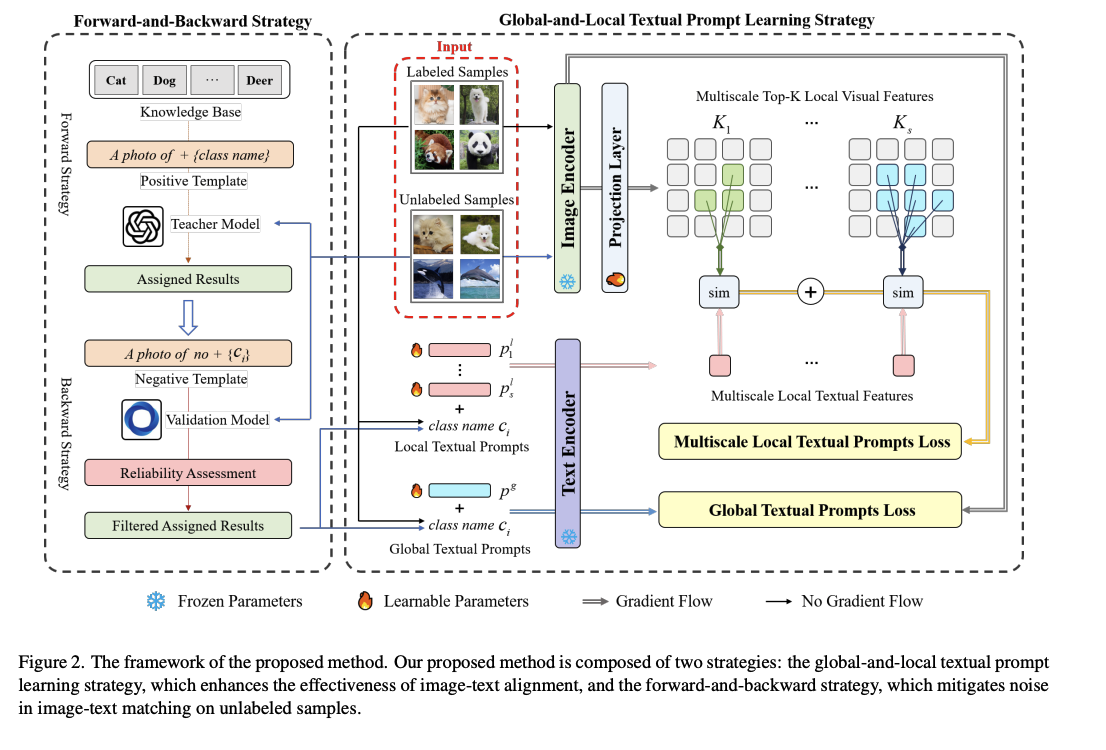 Forward-and-Backward Strategy
Global-and-Local Textual Prompt Learning Strategy
Cat Dog ... Deer
Knowledge Base
Forward Strategy
A photo of + {class name}
Positive Template
Teacher Model
Assigned Results
A photo of no + {c_i}
Negative Template
Backward Strategy
Validation Model
Reliability Assessment
Filtered Assigned Results
Input
Labeled Samples
Unlabeled Samples
Image Encoder
Projection Layer
Multiscale Top-K Local Visual Features
K_1 ... K_s
...
sim + sim
p_1^l
⋮
p_s^l
+
class name c_i
Local Textual Prompts
p^g
+
class name c_i
Global Textual Prompts
Text Encoder
...
Multiscale Local Textual Features
Multiscale Local Textual Prompts Loss
Global Textual Prompts Loss
Frozen Parameters
Learnable Parameters
Gradient Flow
No Gradient Flow
Figure 2. The framework of the proposed method. Our proposed method is composed of two strategies: the global-and-local textual prompt
learning strategy, which enhances the effectiveness of image-text alignment, and the forward-and-backward strategy, which mitigates noise
in image-text matching on unlabeled samples.